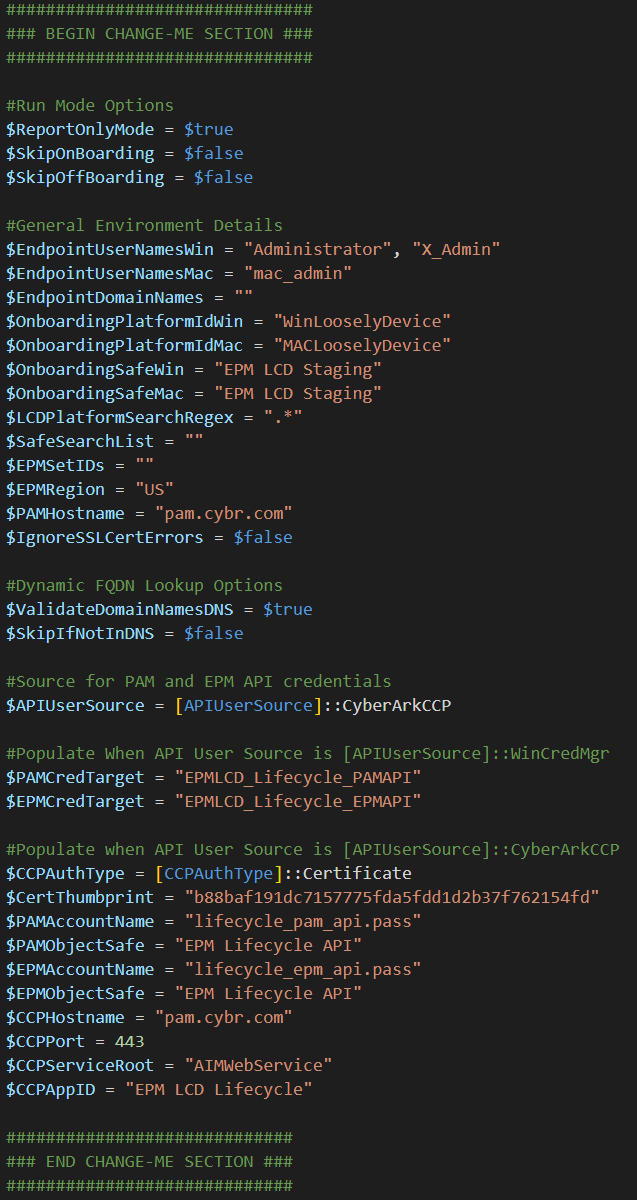 ###############################
### BEGIN CHANGE-ME SECTION ###
###############################
#Run Mode Options
$ReportOnlyMode = $true
$SkipOnBoarding = $false
$SkipOffBoarding = $false
#General Environment Details
$EndpointUserNamesWin = "Administrator", "X_Admin"
$EndpointUserNamesMac = "mac_admin"
$EndpointDomainNames = ""
$OnboardingPlatformIdWin = "WinLooselyDevice"
$OnboardingPlatformIdMac = "MACLooselyDevice"
$OnboardingSafeWin = "EPM LCD Staging"
$OnboardingSafeMac = "EPM LCD Staging"
$LCDPlatformSearchRegex = ".*"
$SafeSearchList = ""
$EPMSetIDs = ""
$EPMRegion = "US"
$PAMHostname = "pam.cybr.com"
$IgnoreSSLCertErrors = $false
#Dynamic FQDN Lookup Options
$ValidateDomainNamesDNS = $true
$SkipIfNotInDNS = $false
#Source for PAM and EPM API credentials
$APIUserSource = [APIUserSource]::CyberArkCCP
#Populate When API User Source is [APIUserSource]::WinCredMgr
$PAMCredTarget = "EPMLCD_Lifecycle_PAMAPI"
$EPMCredTarget = "EPMLCD_Lifecycle_EPMAPI"
#Populate when API User Source is [APIUserSource]::CyberArkCCP
$CCPAuthType = [CCPAuthType]::Certificate
$CertThumbprint = "b88baf191dc7157775fda5fdd1d2b37f762154fd"
$PAMAccountName = "lifecycle_pam_api.pass"
$PAMObjectSafe = "EPM Lifecycle API"
$EPMAccountName = "lifecycle_epm_api.pass"
$EPMObjectSafe = "EPM Lifecycle API"
$CCPHostname = "pam.cybr.com"
$CCPPort = 443
$CCPServiceRoot = "AIMWebService"
$CCPAppID = "EPM LCD Lifecycle"
#############################
### END CHANGE-ME SECTION ###
#############################